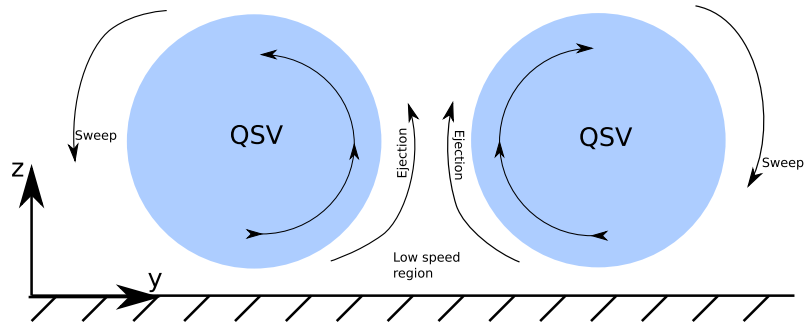 QSV
QSV
Sweep
Ejection
Ejection
Sweep
z
Low speed
region
y